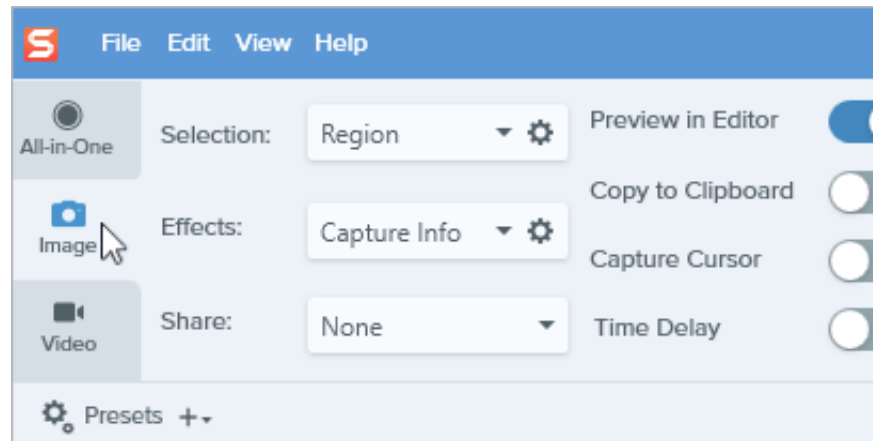 S
File Edit View Help
All-in-One
Image
Video
Selection: Region
Effects: Capture Info
Share: None
Preview in Editor
Copy to Clipboard
Capture Cursor
Time Delay
Presets +